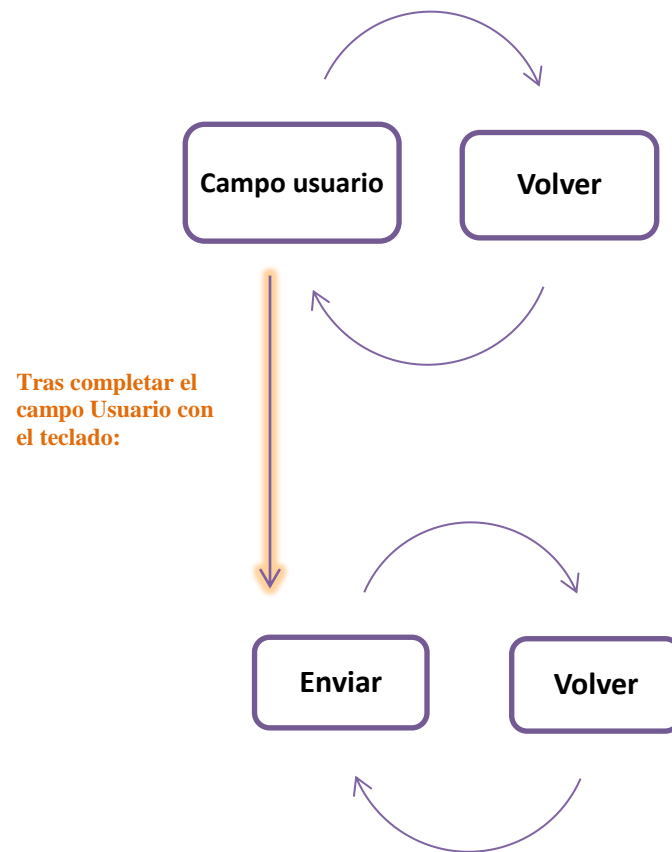 Campo usuario
Volver
Tras completar el
campo Usuario con
el teclado:
Enviar
Volver